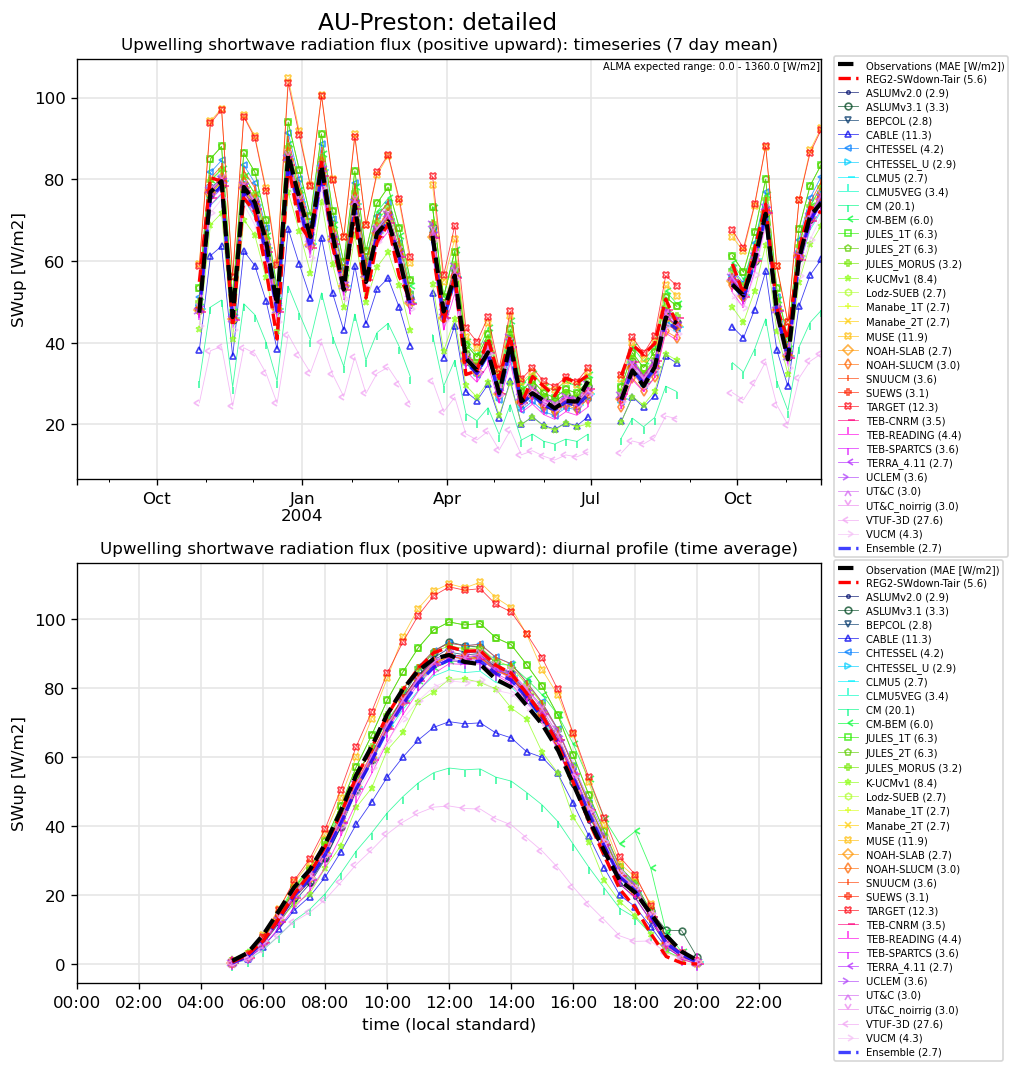 AU-Preston: detailed
Upwelling shortwave radiation flux (positive upward): timeseries (7 day mean)
ALMA expected range: 0.0 - 1360.0 [W/m2]
SWup [W/m2]
100
80
60
40
20
Oct
Jan
2004
Apr
Jul
Oct
Observations (MAE [W/m2])
REG2-SWdown-Tair (5.6)
ASLUMv2.0 (2.9)
ASLUMv3.1 (3.3)
BEPCOL (2.8)
CABLE (11.3)
CHTESSEL (4.2)
CHTESSEL_U (2.9)
CLMU5 (2.7)
CLMU5VEG (3.4)
CM (20.1)
CM-BEM (6.0)
JULES_1T (6.3)
JULES_2T (6.3)
JULES_MORUS (3.2)
K-UCMv1 (8.4)
Lodz-SUEB (2.7)
Manabe_1T (2.7)
Manabe_2T (2.7)
MUSE (11.9)
NOAH-SLAB (2.7)
NOAH-SLUCM (3.0)
SNUUCM (3.6)
SUEWS (3.1)
TARGET (12.3)
TEB-CNRM (3.5)
TEB-READING (4.4)
TEB-SPARTCS (3.6)
TERRA_4.11 (2.7)
UCLEM (3.6)
UT&C (3.0)
UT&C_noirrig (3.0)
VTUF-3D (27.6)
VUCM (4.3)
Ensemble (2.7)
Upwelling shortwave radiation flux (positive upward): diurnal profile (time average)
SWup [W/m2]
100
80
60
40
20
0
00:00
02:00
04:00
06:00
08:00
10:00
12:00
14:00
16:00
18:00
20:00
22:00
time (local standard)
Observation (MAE [W/m2])
REG2-SWdown-Tair (5.6)
ASLUMv2.0 (2.9)
ASLUMv3.1 (3.3)
BEPCOL (2.8)
CABLE (11.3)
CHTESSEL (4.2)
CHTESSEL_U (2.9)
CLMU5 (2.7)
CLMU5VEG (3.4)
CM (20.1)
CM-BEM (6.0)
JULES_1T (6.3)
JULES_2T (6.3)
JULES_MORUS (3.2)
K-UCMv1 (8.4)
Lodz-SUEB (2.7)
Manabe_1T (2.7)
Manabe_2T (2.7)
MUSE (11.9)
NOAH-SLAB (2.7)
NOAH-SLUCM (3.0)
SNUUCM (3.6)
SUEWS (3.1)
TARGET (12.3)
TEB-CNRM (3.5)
TEB-READING (4.4)
TEB-SPARTCS (3.6)
TERRA_4.11 (2.7)
UCLEM (3.6)
UT&C (3.0)
UT&C_noirrig (3.0)
VTUF-3D (27.6)
VUCM (4.3)
Ensemble (2.7)